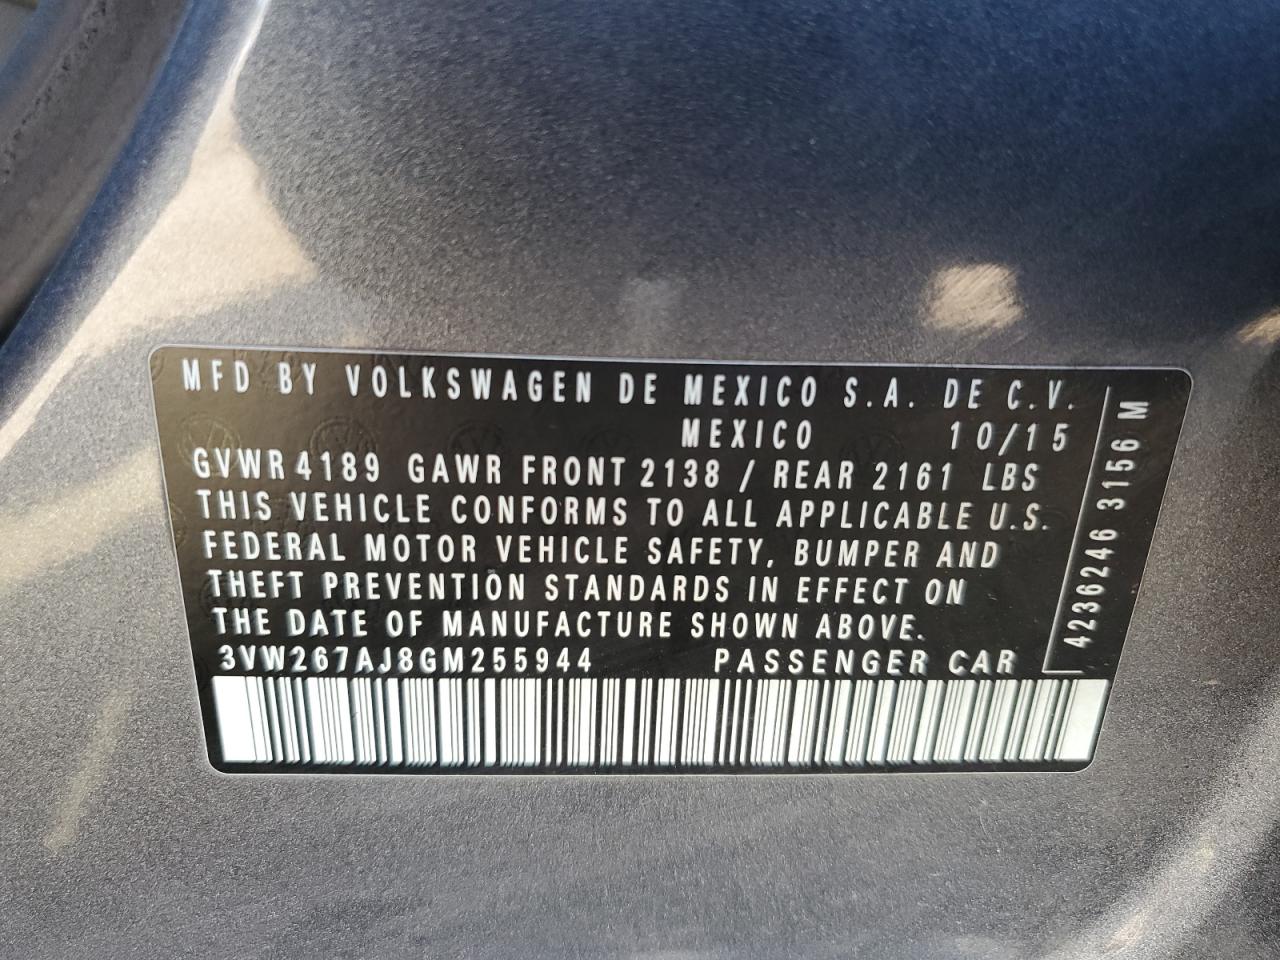 MFD BY VOLKSWAGEN DE MEXICO S.A. DE C.V.
MEXICO 10/15
GVWR 4189 GAWR FRONT 2138 / REAR 2161 LBS
THIS VEHICLE CONFORMS TO ALL APPLICABLE U.S.
FEDERAL MOTOR VEHICLE SAFETY, BUMPER AND
THEFT PREVENTION STANDARDS IN EFFECT ON
THE DATE OF MANUFACTURE SHOWN ABOVE.
3VW267AJ8GM255944 PASSENGER CAR
4236246 3156 M